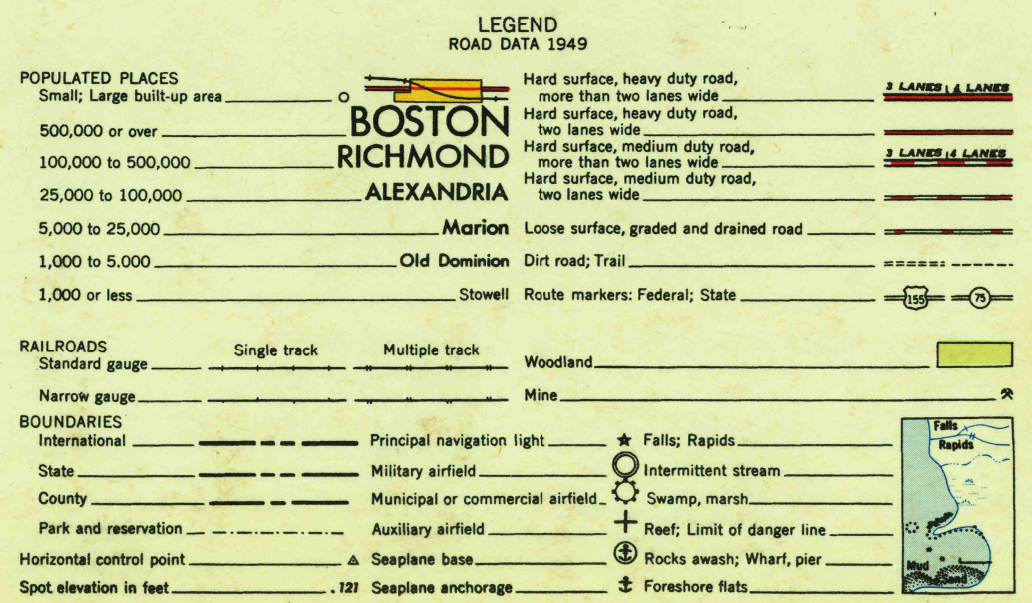 LEGEND
ROAD DATA 1949
POPULATED PLACES
Small; Large built-up area
500,000 or over BOSTON
100,000 to 500,000 RICHMOND
25,000 to 100,000 ALEXANDRIA
5,000 to 25,000 Marion
1,000 to 5.000 Old Dominion
1,000 or less Stowell
Hard surface, heavy duty road,
more than two lanes wide 3 LANES 4 LANES
Hard surface, heavy duty road,
two lanes wide
Hard surface, medium duty road,
more than two lanes wide 3 LANES 4 LANES
Hard surface, medium duty road,
two lanes wide
Loose surface, graded and drained road
Dirt road; Trail
Route markers: Federal; State 155 75
RAILROADS Single track Multiple track
Standard gauge
Narrow gauge
Woodland
Mine
BOUNDARIES
International
State
County
Park and reservation
Horizontal control point
Spot elevation in feet .121
Principal navigation light
Military airfield
Municipal or commercial airfield
Auxiliary airfield
Seaplane base
Seaplane anchorage
Falls; Rapids
Intermittent stream
Swamp, marsh
Reef; Limit of danger line
Rocks awash; Wharf, pier
Foreshore flats
Falls
Rapids
Mud
Sand